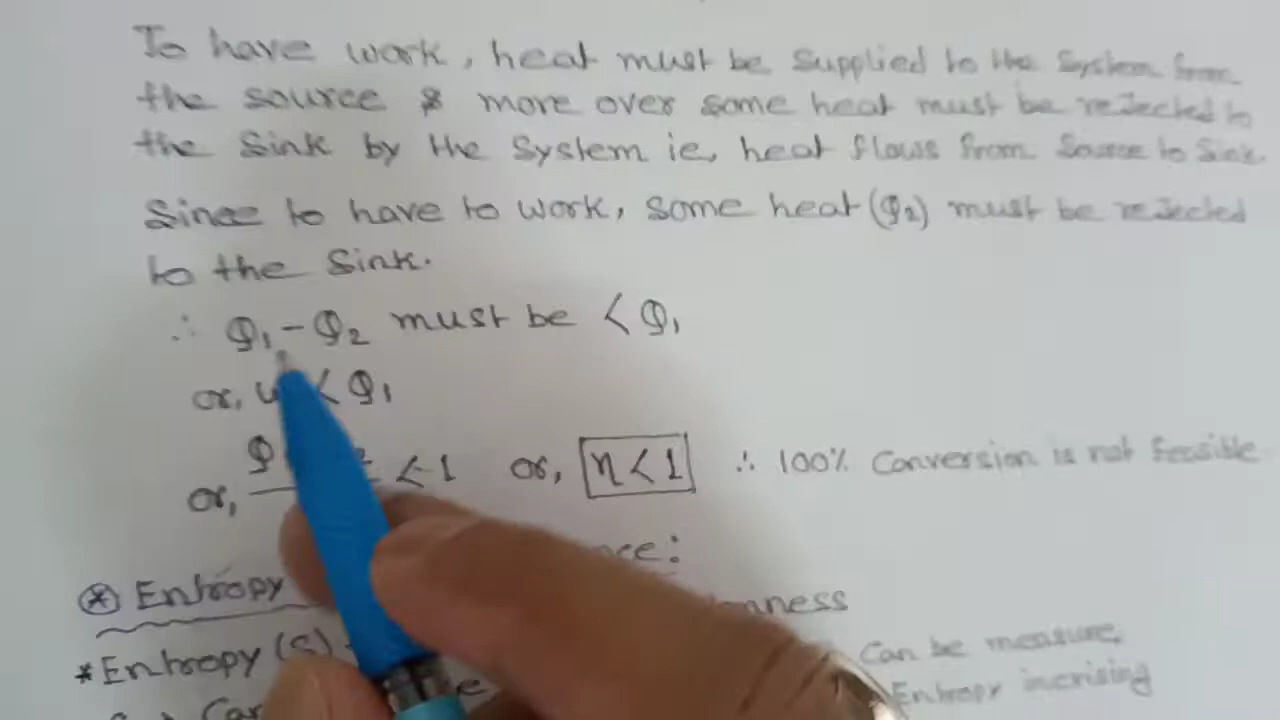 To have work, heat must be supplied to the System from
the source & more over some heat must be rejected to
the Sink by the System ie, heat flows from Source to Sink.
Since to have to work, some heat (Q2) must be rejected
to the Sink.
∴ Q₁ - Q₂ must be < Q₁
or, < Q₁
or, < 1 or, η < 1 ∴ 100% Conversion is not feasible
⊛ Entropy
*Entropy (S)
Can be measure,
Entropy incrising